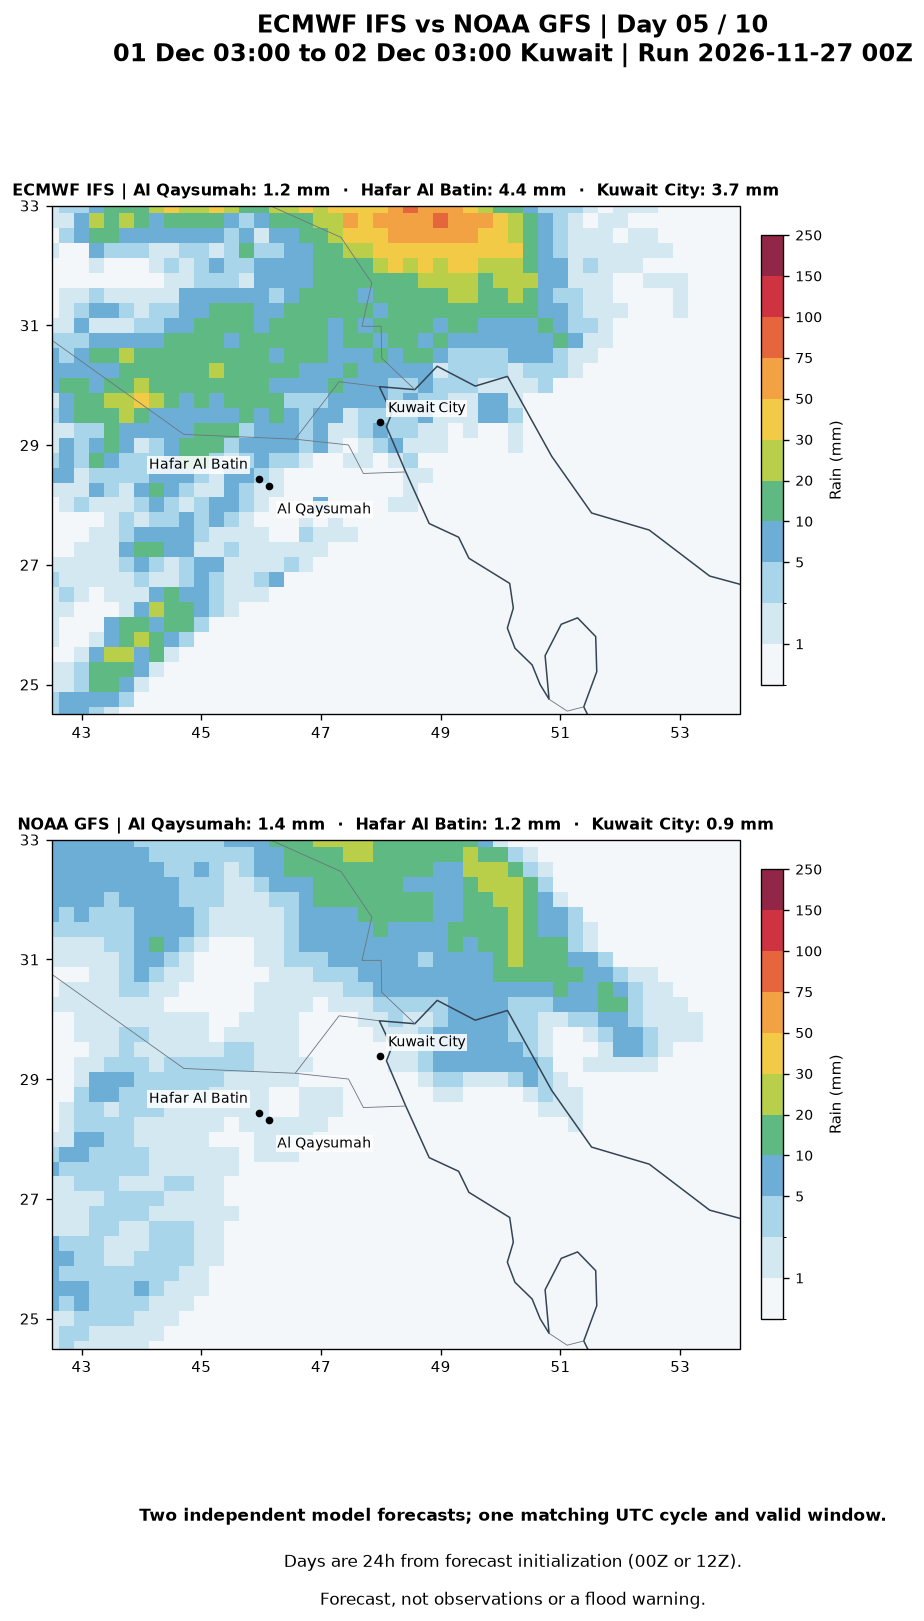 ECMWF IFS vs NOAA GFS | Day 05 / 10
01 Dec 03:00 to 02 Dec 03:00 Kuwait | Run 2026-11-27 00Z
ECMWF IFS | Al Qaysumah: 1.2 mm · Hafar Al Batin: 4.4 mm · Kuwait City: 3.7 mm
33
31
29
27
25
43
45
47
49
51
53
Kuwait City
Hafar Al Batin
Al Qaysumah
250
150
100
75
50
30
20
10
5
1
Rain (mm)
NOAA GFS | Al Qaysumah: 1.4 mm · Hafar Al Batin: 1.2 mm · Kuwait City: 0.9 mm
33
31
29
27
25
43
45
47
49
51
53
Kuwait City
Hafar Al Batin
Al Qaysumah
250
150
100
75
50
30
20
10
5
1
Rain (mm)
Two independent model forecasts; one matching UTC cycle and valid window.
Days are 24h from forecast initialization (00Z or 12Z).
Forecast, not observations or a flood warning.